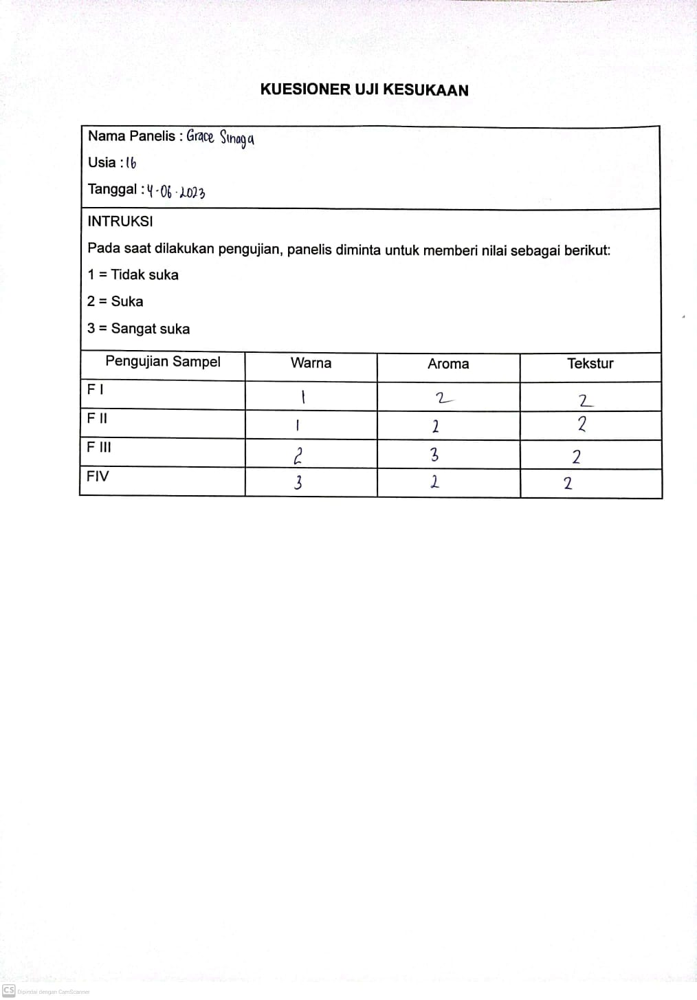 KUESIONER UJI KESUKAAN
Nama Panelis : Grace Sinaga
Usia : 16
Tanggal : 4-06-2023
INTRUKSI
Pada saat dilakukan pengujian, panelis diminta untuk memberi nilai sebagai berikut:
1 = Tidak suka
2 = Suka
3 = Sangat suka
Pengujian Sampel Warna Aroma Tekstur
F I 1 2 2
F II 1 2 2
F III 2 3 2
FIV 3 2 2
CS Dipindai dengan CamScanner